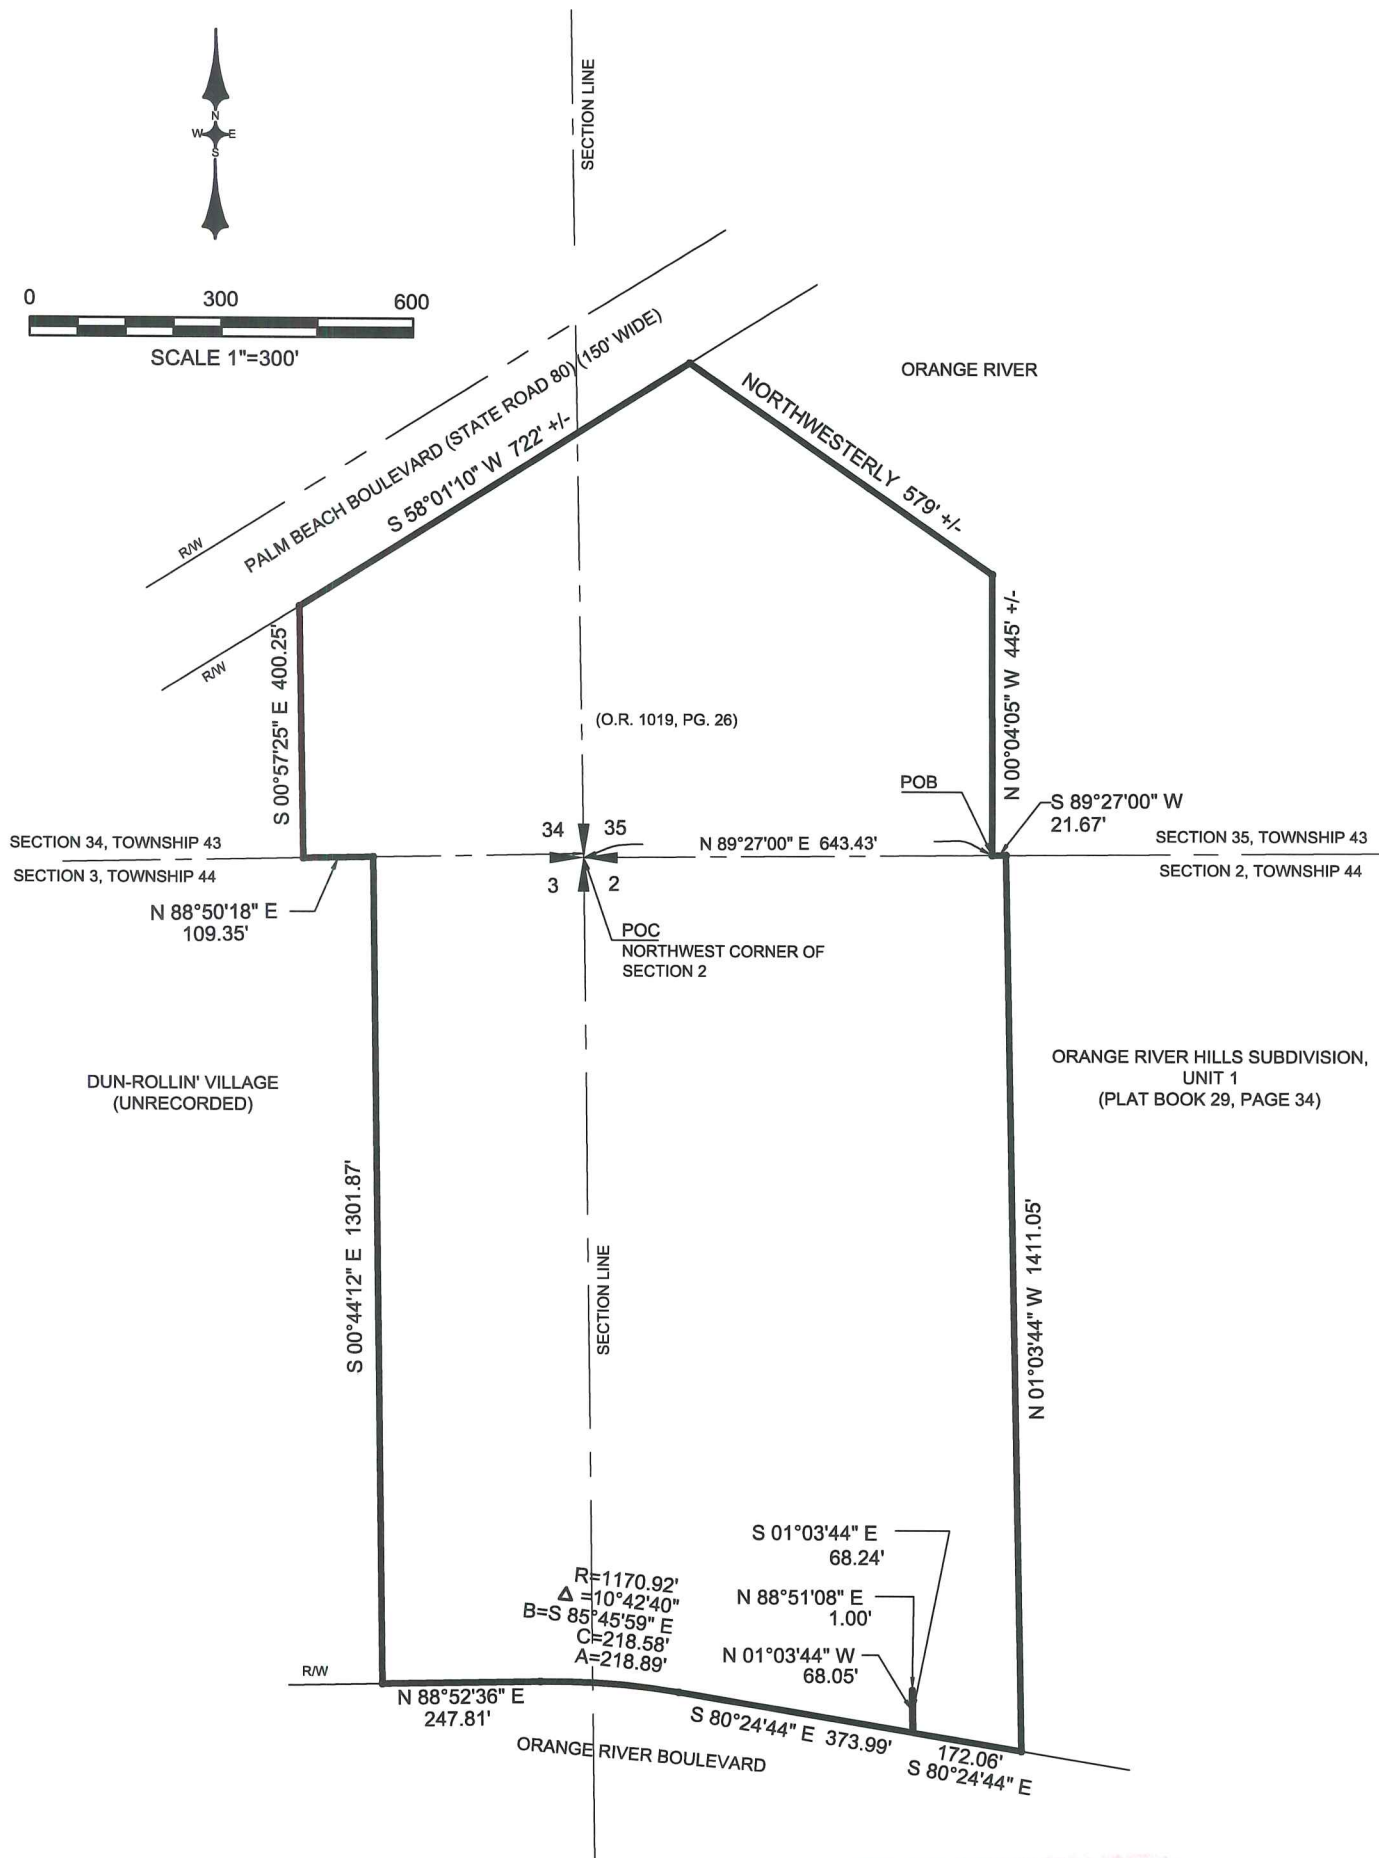 N
W E
S
0 300 600
SCALE 1"=300'
SECTION LINE
PALM BEACH BOULEVARD (STATE ROAD 80) (150' WIDE)
R/W
R/W
S 58°01'10" W 722' +/-
ORANGE RIVER
NORTHWESTERLY 579' +/-
S 00°57'25" E 400.25'
(O.R. 1019, PG. 26)
N 00°04'05" W 445' +/-
POB
S 89°27'00" W
21.67'
SECTION 34, TOWNSHIP 43
SECTION 3, TOWNSHIP 44
34 35
3 2
N 89°27'00" E 643.43'
SECTION 35, TOWNSHIP 43
SECTION 2, TOWNSHIP 44
N 88°50'18" E
109.35'
POC
NORTHWEST CORNER OF
SECTION 2
DUN-ROLLIN' VILLAGE
(UNRECORDED)
ORANGE RIVER HILLS SUBDIVISION,
UNIT 1
(PLAT BOOK 29, PAGE 34)
S 00°44'12" E 1301.87'
SECTION LINE
N 01°03'44" W 1411.05'
S 01°03'44" E
68.24'
N 88°51'08" E
1.00'
N 01°03'44" W
68.05'
R=1170.92'
Δ =10°42'40"
B=S 85°45'59" E
C=218.58'
A=218.89'
R/W
N 88°52'36" E
247.81'
S 80°24'44" E 373.99'
172.06'
S 80°24'44" E
ORANGE RIVER BOULEVARD